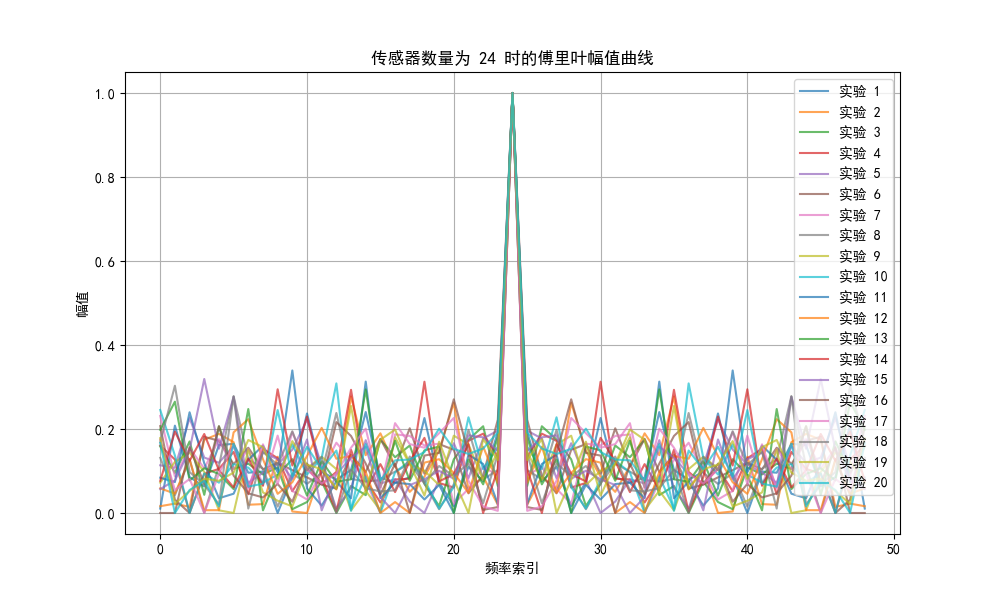 传感器数量为 24 时的傅里叶幅值曲线
幅值
1.0
0.8
0.6
0.4
0.2
0.0
0
10
20
30
40
50
频率索引
实验 1
实验 2
实验 3
实验 4
实验 5
实验 6
实验 7
实验 8
实验 9
实验 10
实验 11
实验 12
实验 13
实验 14
实验 15
实验 16
实验 17
实验 18
实验 19
实验 20